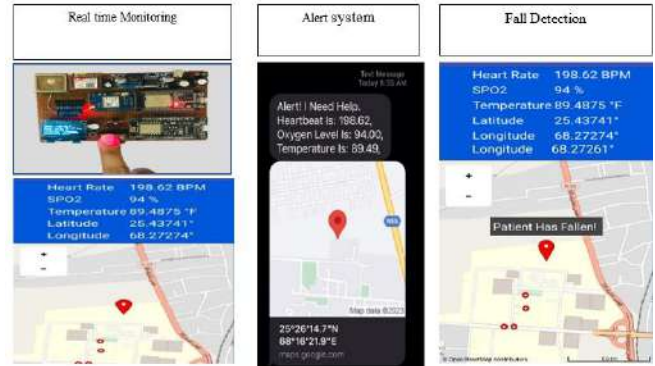 Real time Monitoring
Heart Rate 198.62 BPM
SPO2 94 %
Temperature 89.4875 °F
Latitude 25.43741°
Longitude 68.27274°
+
-
Alert system
Text Message
Today 8:35 AM
Alert! I Need Help.
Heartbeat Is: 198.62,
Oxygen Level Is: 94.00,
Temperature Is: 89.49,
Map data ©2023
25°26'14.7"N
68°16'21.9"E
maps.google.com
Fall Detection
Heart Rate 198.62 BPM
SPO2 94 %
Temperature 89.4875 °F
Latitude 25.43741°
Longitude 68.27274°
Longitude 68.27261°
+
-
Patient Has Fallen!
© OpenStreetMap contributors